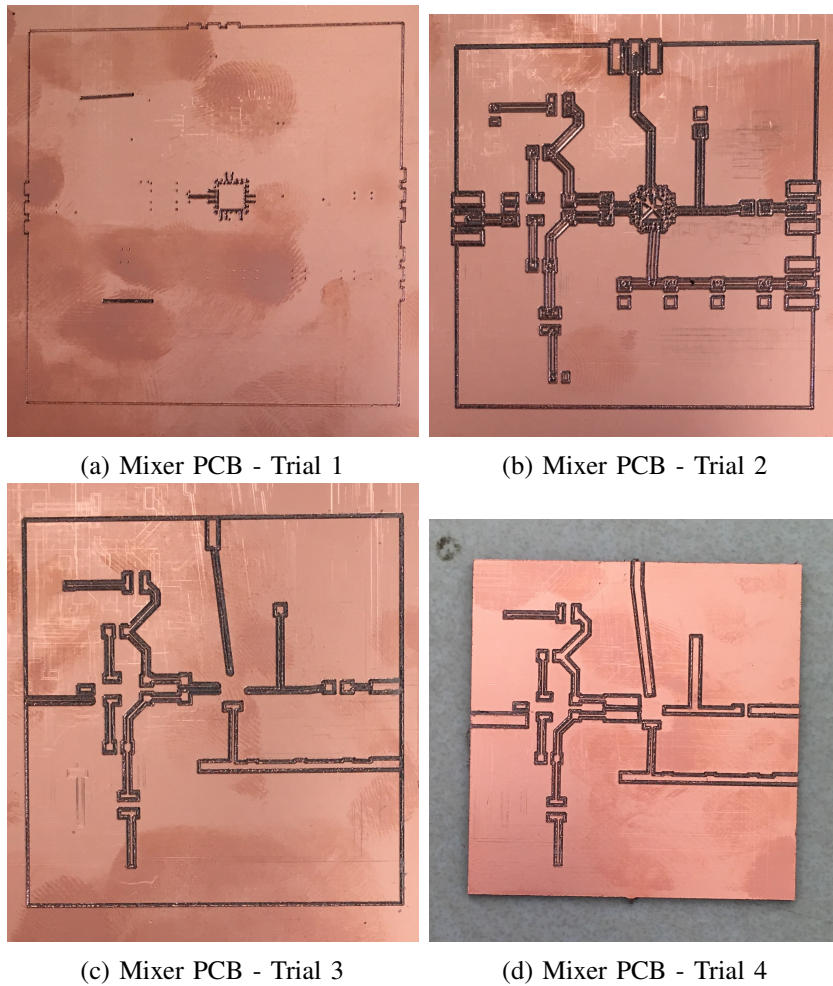 (a) Mixer PCB - Trial 1
(b) Mixer PCB - Trial 2
(c) Mixer PCB - Trial 3
(d) Mixer PCB - Trial 4